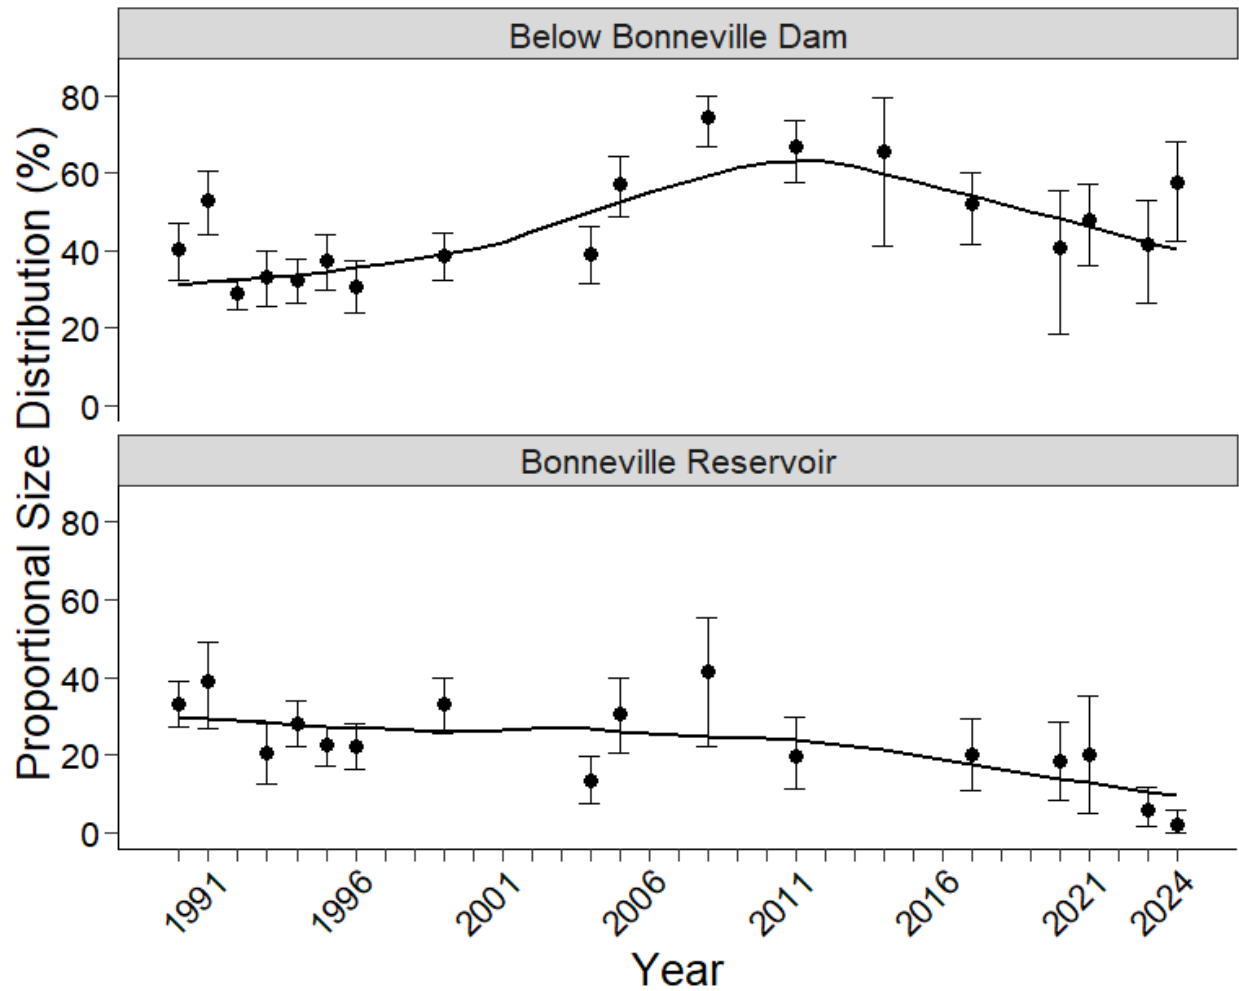 Below Bonneville Dam
Proportional Size Distribution (%)
80
60
40
20
0
Bonneville Reservoir
80
60
40
20
0
1991 1996 2001 2006 2011 2016 2021 2024
Year